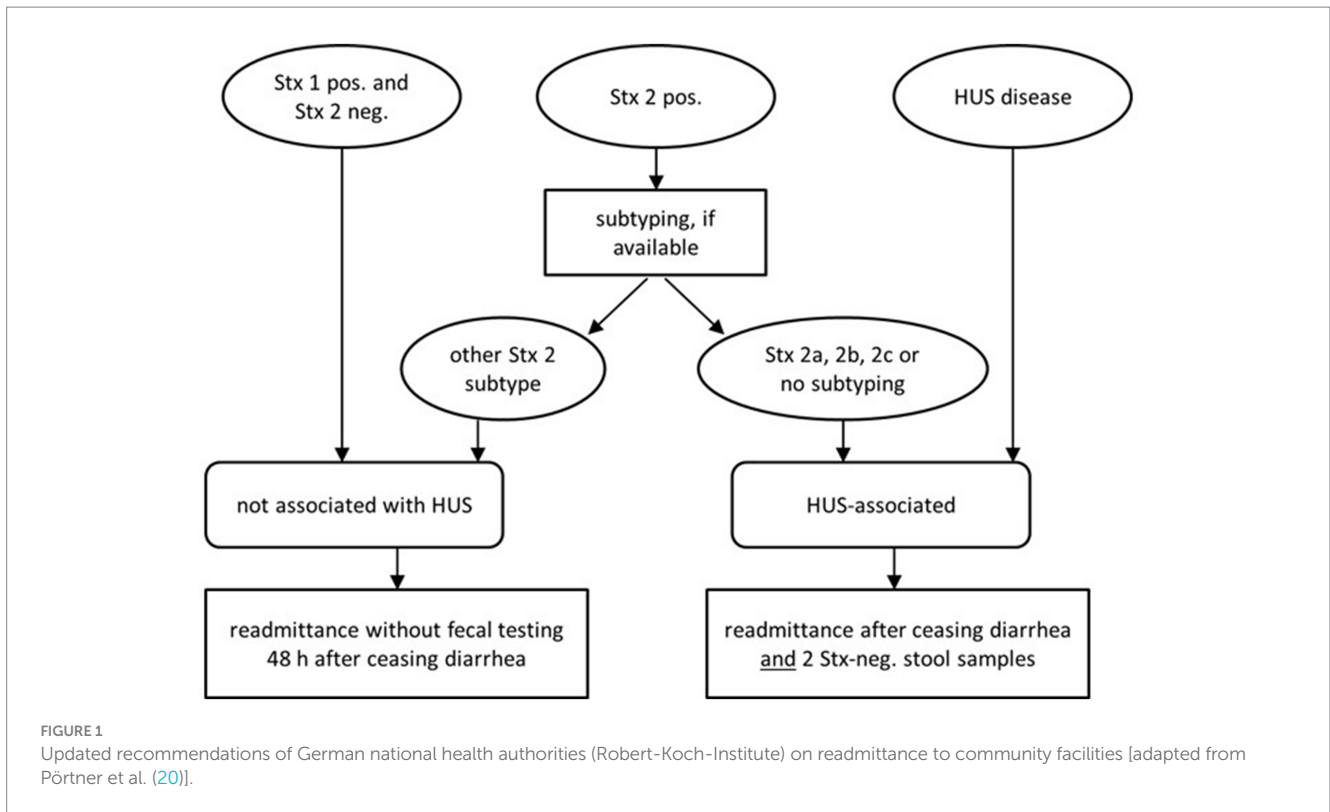 Stx 1 pos. and
Stx 2 neg.
Stx 2 pos.
HUS disease
subtyping, if
available
other Stx 2
subtype
Stx 2a, 2b, 2c or
no subtyping
not associated with HUS
HUS-associated
readmittance without fecal testing
48 h after ceasing diarrhea
readmittance after ceasing diarrhea
and 2 Stx-neg. stool samples
FIGURE 1
Updated recommendations of German national health authorities (Robert-Koch-Institute) on readmittance to community facilities [adapted from
Pörtner et al. (20)].